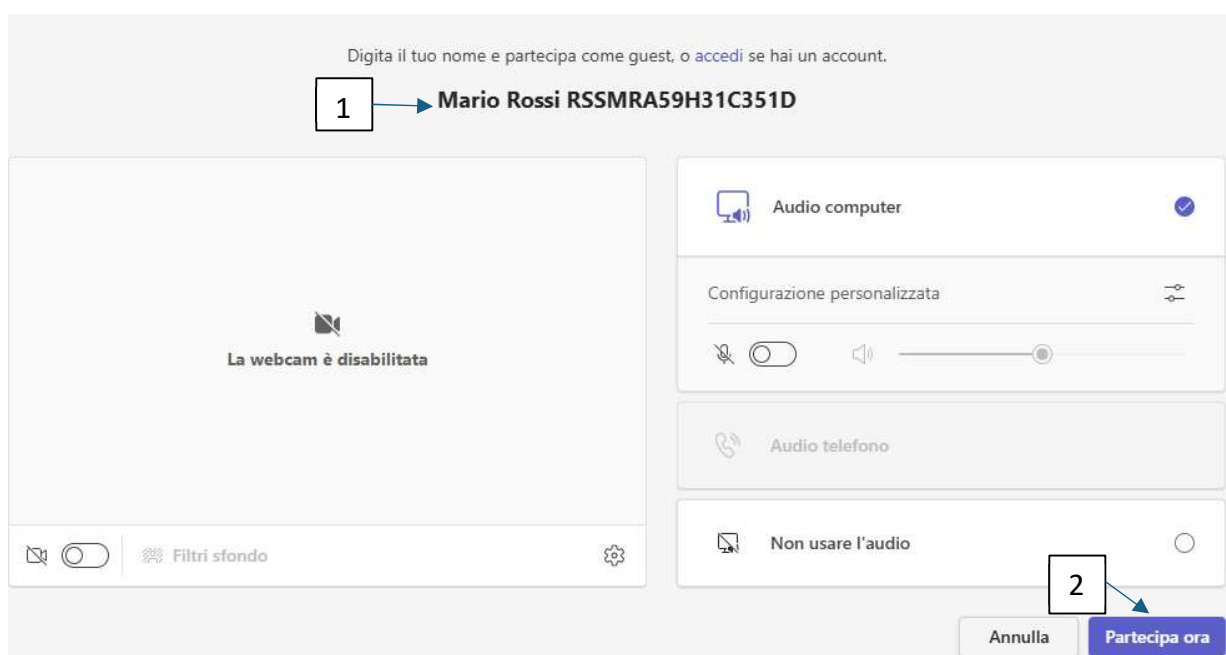 Digita il tuo nome e partecipa come guest, o accedi se hai un account.
1
Mario Rossi RSSMRA59H31C351D
Audio computer
Configurazione personalizzata
La webcam è disabilitata
Audio telefono
Filtri sfondo
Non usare l'audio
2
Annulla
Partecipa ora